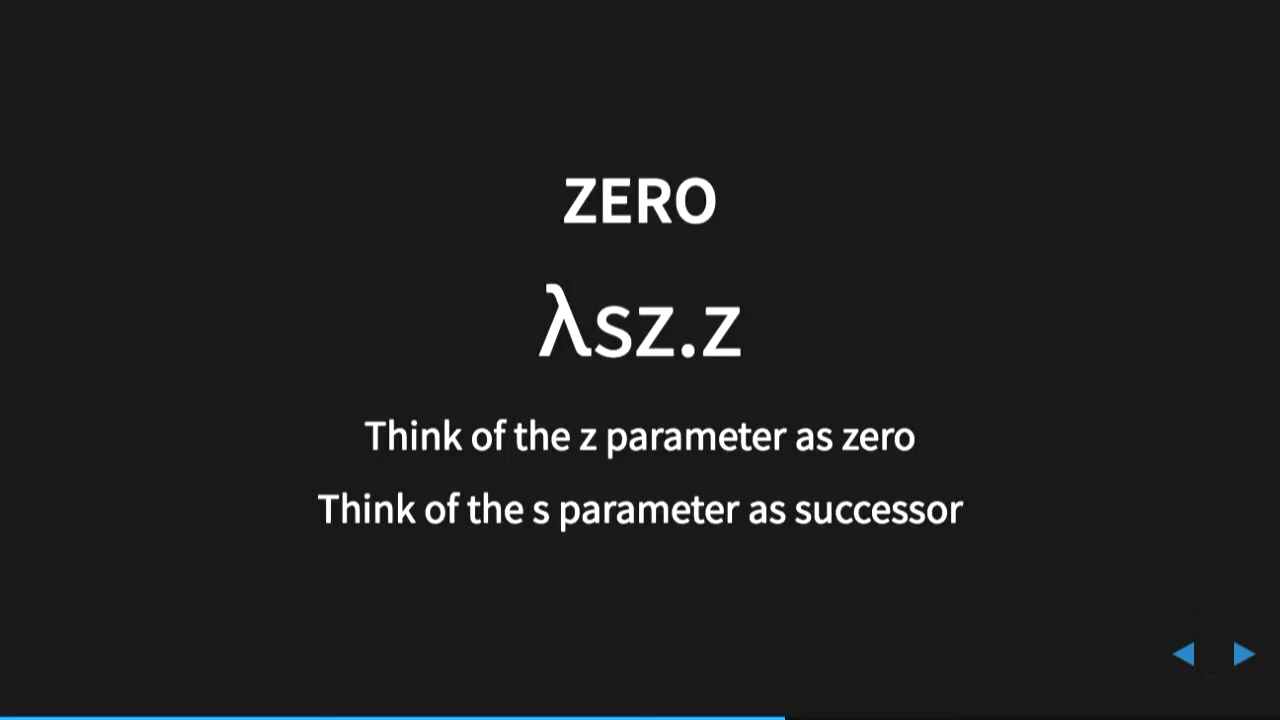 ZERO
λsz.z
Think of the z parameter as zero
Think of the s parameter as successor